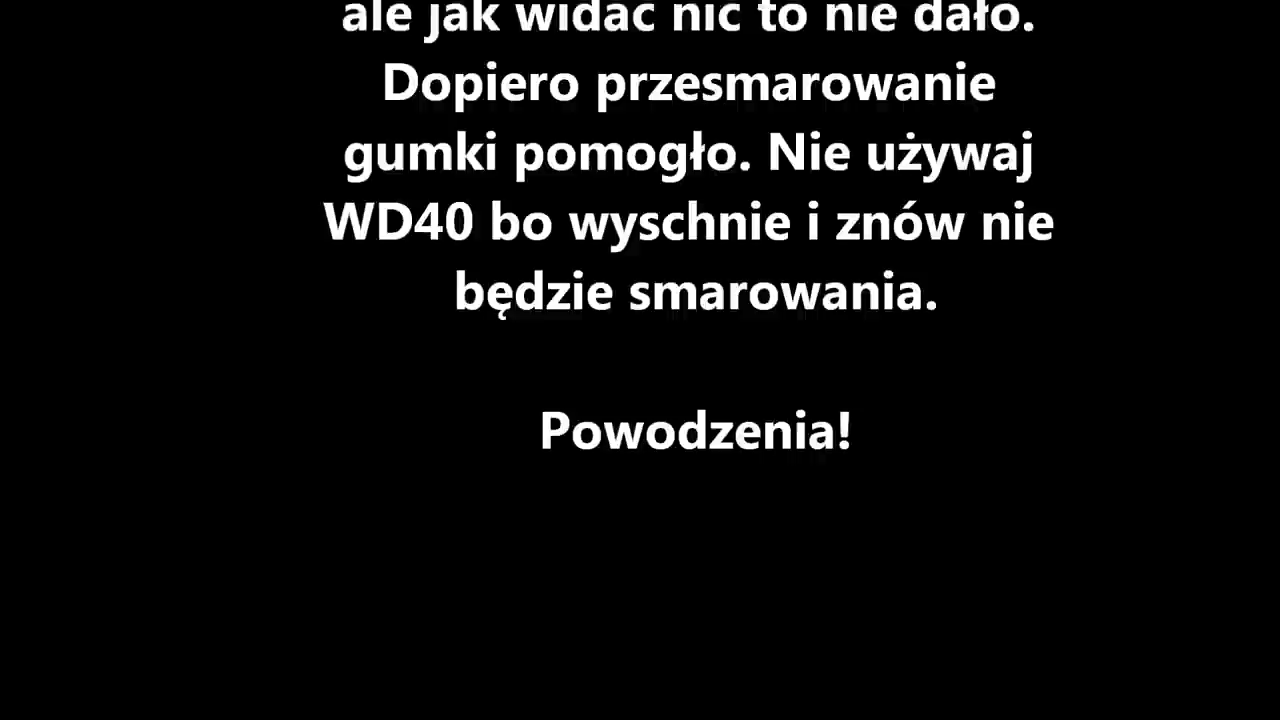 ale jak widać nic to nie dało.
Dopiero przesmarowanie
gumki pomogło. Nie używaj
WD40 bo wyschnie i znów nie
będzie smarowania.
Powodzenia!